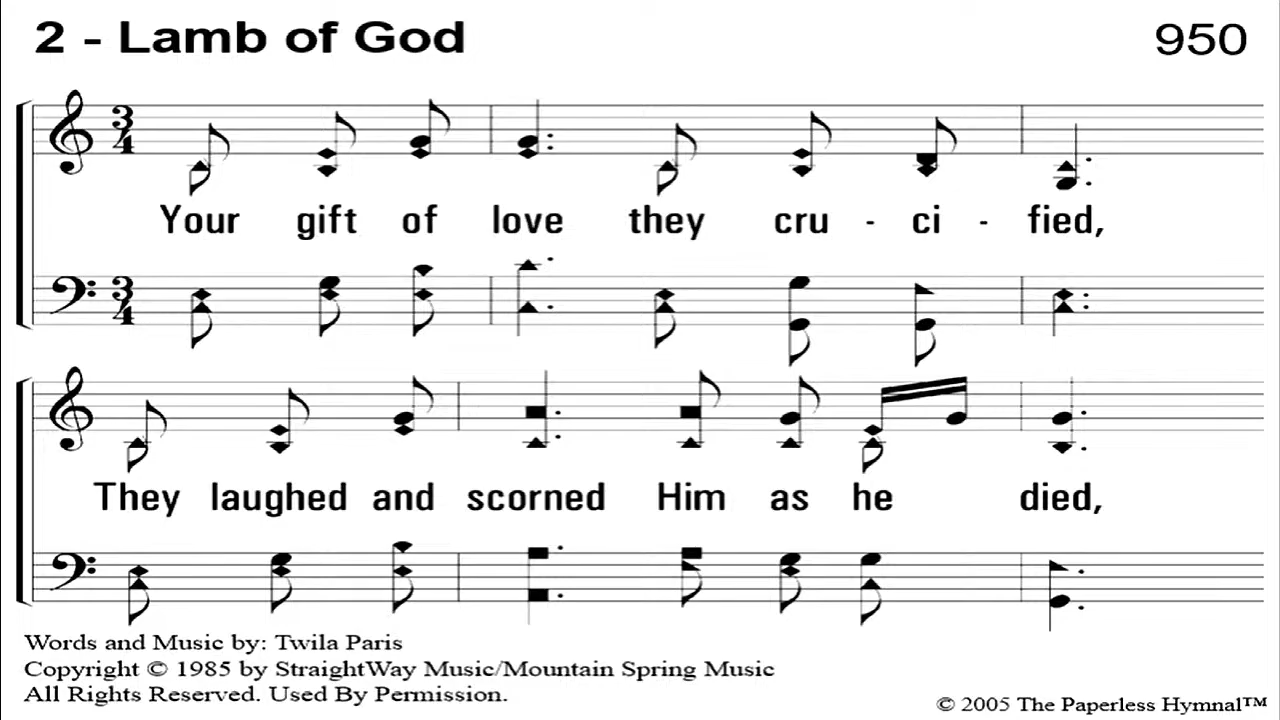 2 - Lamb of God 950
3 4
Your gift of love they cru - ci - fied,
3 4
They laughed and scorned Him as he died,
Words and Music by: Twila Paris
Copyright © 1985 by StraightWay Music/Mountain Spring Music
All Rights Reserved. Used By Permission.
© 2005 The Paperless Hymnal™